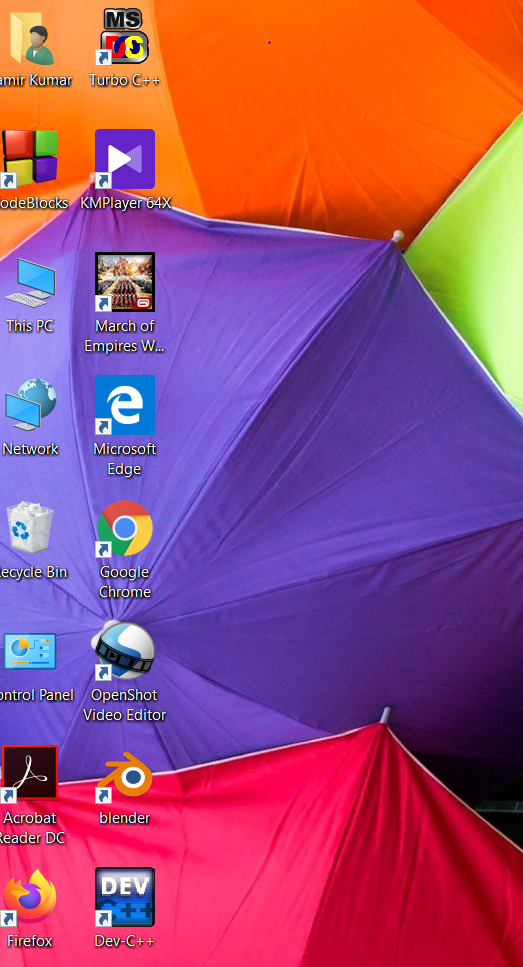 amir Kumar
Turbo C++
MS
odeBlocks
KMPlayer 64X
This PC
March of
Empires W...
Network
Microsoft
Edge
ecycle Bin
Google
Chrome
ontrol Panel
OpenShot
Video Editor
Acrobat
Reader DC
blender
Firefox
DEV
C++
Dev-C++